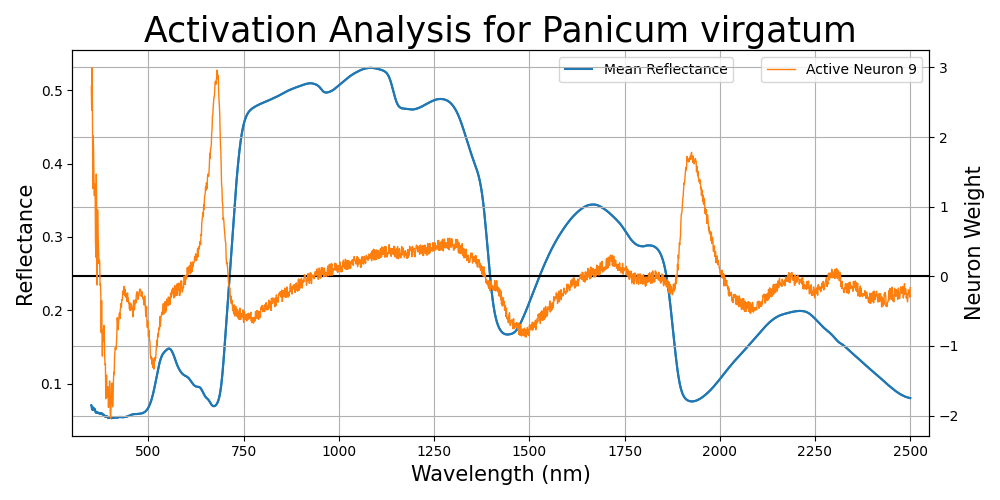 Activation Analysis for Panicum virgatum
Mean Reflectance
Active Neuron 9
Reflectance
0.5
0.4
0.3
0.2
0.1
3
2
1
0
−1
−2
Neuron Weight
500 750 1000 1250 1500 1750 2000 2250 2500
Wavelength (nm)